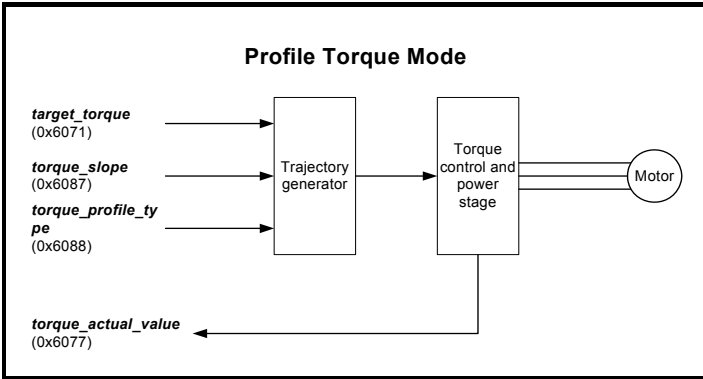 Profile Torque Mode
target_torque
(0x6071)
torque_slope
(0x6087)
torque_profile_ty
pe
(0x6088)
Trajectory
generator
Torque
control and
power
stage
Motor
torque_actual_value
(0x6077)